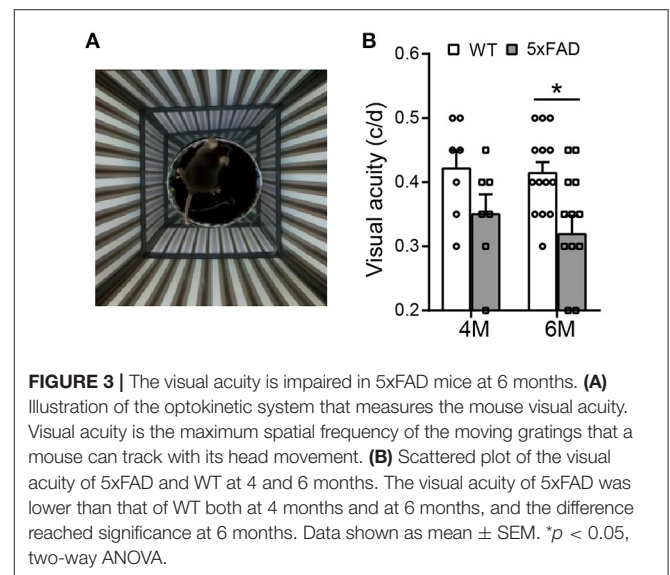 A
B
WT 5xFAD
Visual acuity (c/d)
0.6
0.5
0.4
0.3
0.2
*
4M 6M
FIGURE 3 | The visual acuity is impaired in 5xFAD mice at 6 months. (A)
Illustration of the optokinetic system that measures the mouse visual acuity.
Visual acuity is the maximum spatial frequency of the moving gratings that a
mouse can track with its head movement. (B) Scattered plot of the visual
acuity of 5xFAD and WT at 4 and 6 months. The visual acuity of 5xFAD was
lower than that of WT both at 4 months and at 6 months, and the difference
reached significance at 6 months. Data shown as mean ± SEM. *p < 0.05,
two-way ANOVA.